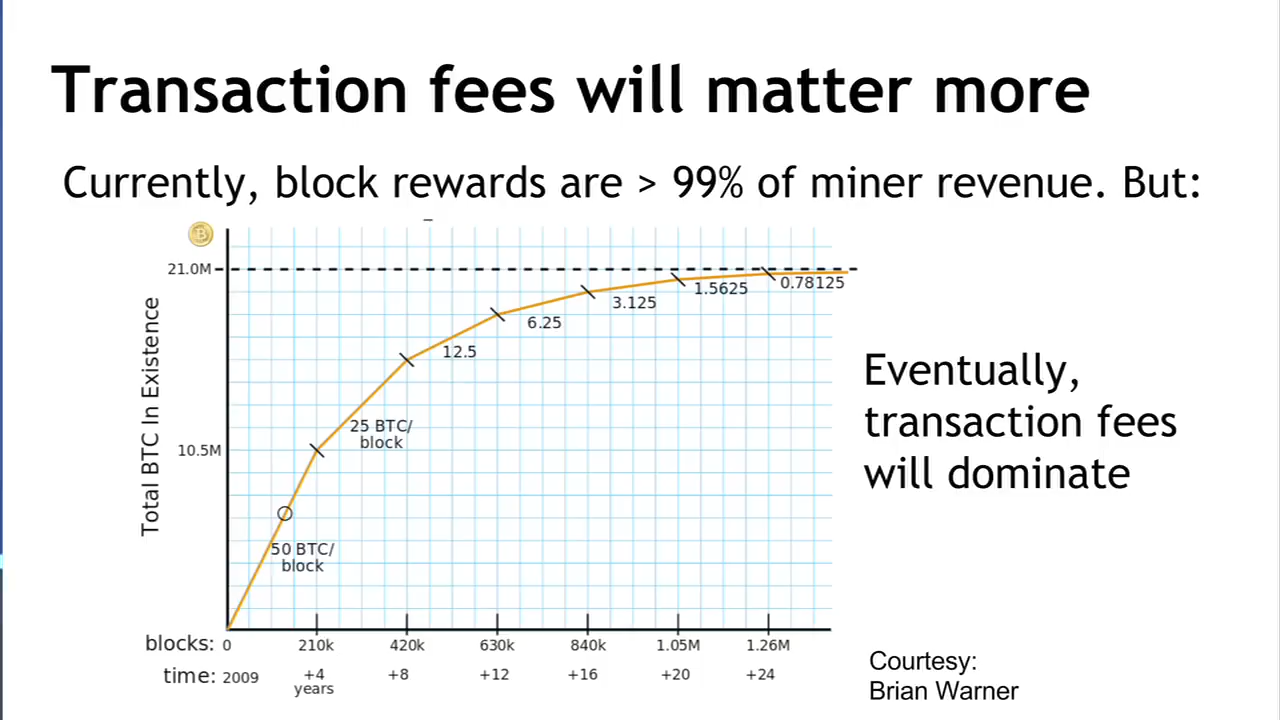 Transaction fees will matter more
Currently, block rewards are > 99% of miner revenue. But:
21.0M
10.5M
Total BTC In Existence
50 BTC/
block
25 BTC/
block
12.5
6.25
3.125
1.5625
0.78125
blocks: 0 210k 420k 630k 840k 1.05M 1.26M
time: 2009 +4 +8 +12 +16 +20 +24
years
Eventually,
transaction fees
will dominate
Courtesy:
Brian Warner